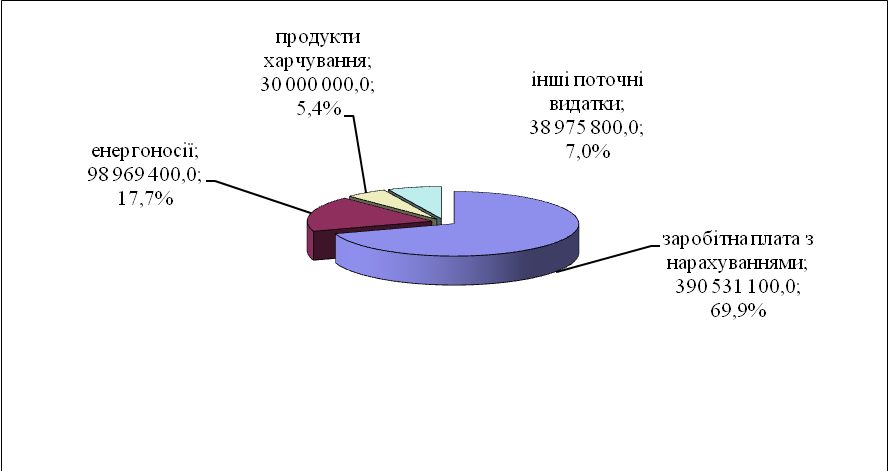 продукти
харчування;
30 000 000,0;
5,4%
інші поточні
видатки;
38 975 800,0;
7,0%
енергоносії;
98 969 400,0;
17,7%
заробітна плата з
нарахуваннями;
390 531 100,0;
69,9%